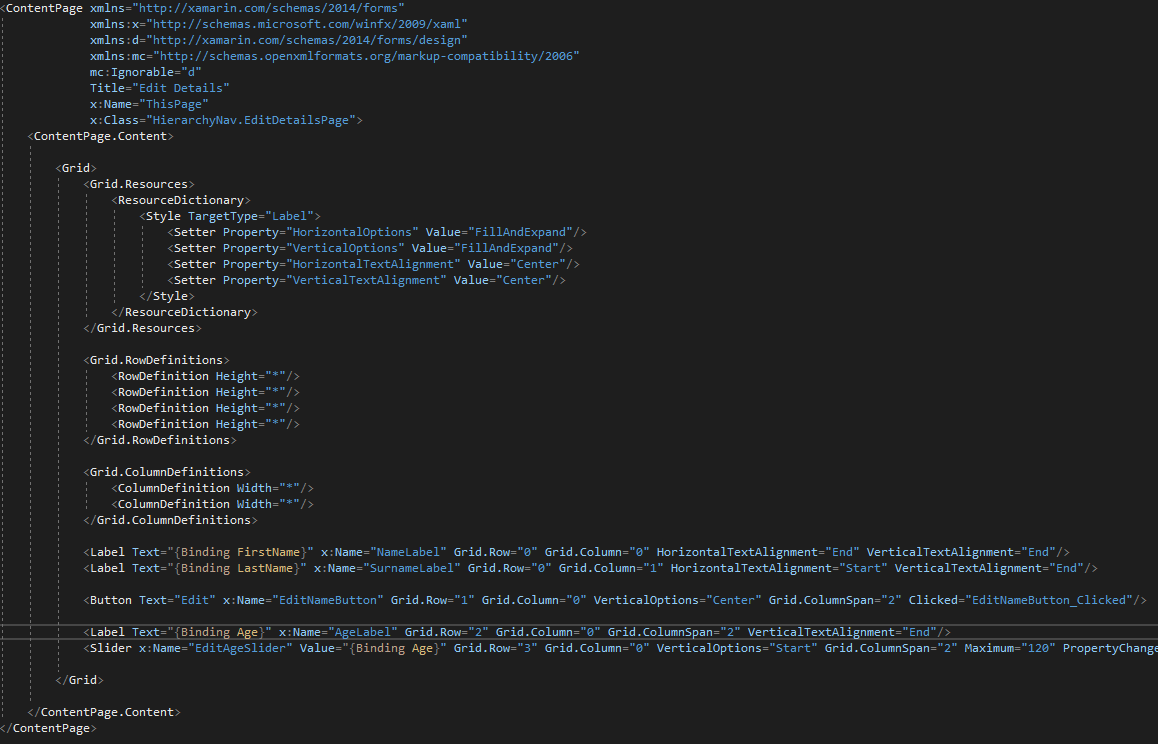 <ContentPage xmlns="http://xamarin.com/schemas/2014/forms"
xmlns:x="http://schemas.microsoft.com/winfx/2009/xaml"
xmlns:d="http://xamarin.com/schemas/2014/forms/design"
xmlns:mc="http://schemas.openxmlformats.org/markup-compatibility/2006"
mc:Ignorable="d"
Title="Edit Details"
x:Name="ThisPage"
x:Class="HierarchyNav.EditDetailsPage">
<ContentPage.Content>
<Grid>
<Grid.Resources>
<ResourceDictionary>
<Style TargetType="Label">
<Setter Property="HorizontalOptions" Value="FillAndExpand"/>
<Setter Property="VerticalOptions" Value="FillAndExpand"/>
<Setter Property="HorizontalTextAlignment" Value="Center"/>
<Setter Property="VerticalTextAlignment" Value="Center"/>
</Style>
</ResourceDictionary>
</Grid.Resources>
<Grid.RowDefinitions>
<RowDefinition Height="*"/>
<RowDefinition Height="*"/>
<RowDefinition Height="*"/>
<RowDefinition Height="*"/>
</Grid.RowDefinitions>
<Grid.ColumnDefinitions>
<ColumnDefinition Width="*"/>
<ColumnDefinition Width="*"/>
</Grid.ColumnDefinitions>
<Label Text="{Binding FirstName}" x:Name="NameLabel" Grid.Row="0" Grid.Column="0" HorizontalTextAlignment="End" VerticalTextAlignment="End"/>
<Label Text="{Binding LastName}" x:Name="SurnameLabel" Grid.Row="0" Grid.Column="1" HorizontalTextAlignment="Start" VerticalTextAlignment="End"/>
<Button Text="Edit" x:Name="EditNameButton" Grid.Row="1" Grid.Column="0" VerticalOptions="Center" Grid.ColumnSpan="2" Clicked="EditNameButton_Clicked"/>
<Label Text="{Binding Age}" x:Name="AgeLabel" Grid.Row="2" Grid.Column="0" Grid.ColumnSpan="2" VerticalTextAlignment="End"/>
<Slider x:Name="EditAgeSlider" Value="{Binding Age}" Grid.Row="3" Grid.Column="0" VerticalOptions="Start" Grid.ColumnSpan="2" Maximum="120" PropertyChange
</Grid>
</ContentPage.Content>
</ContentPage>